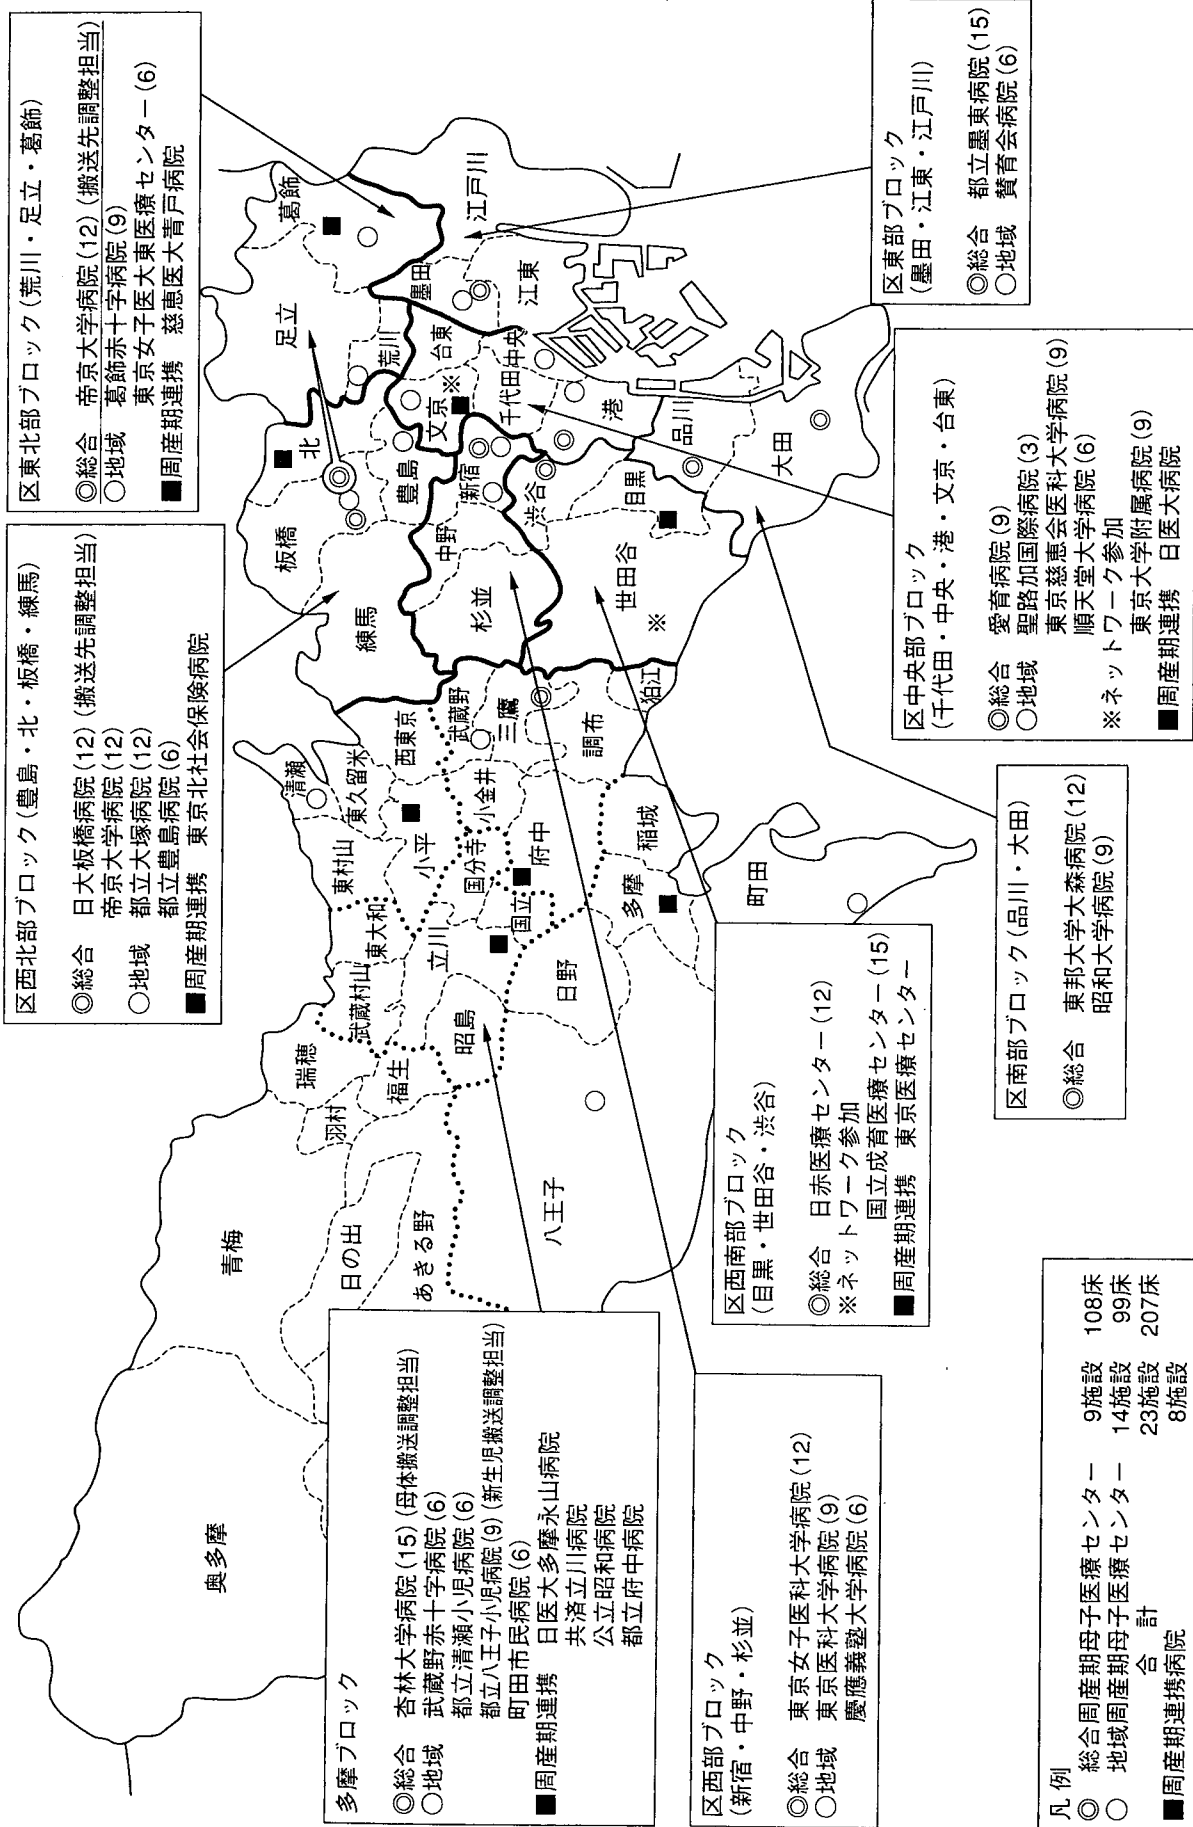 区東北部ブロック(荒川・足立・葛飾)
◎総合 帝京大学病院(12)(搬送先調整担当)
○地域 葛飾赤十字病院(9)
東京女子医大東医療センター(6)
■周産期連携 慈恵医大青戸病院
区西北部ブロック(豊島・北・板橋・練馬)
◎総合 日大板橋病院(12)(搬送先調整担当)
帝京大学病院(12)
○地域 都立大塚病院(12)
都立豊島病院(6)
■周産期連携 東京北社会保険病院
区東部ブロック
(墨田・江東・江戸川)
◎総合 都立墨東病院(15)
○地域 賛育会病院(6)
区中央部ブロック
(千代田・中央・港・文京・台東)
◎総合 愛育病院(9)
○地域 聖路加国際病院(3)
東京慈恵会医科大学病院(9)
順天堂大学病院(6)
※ネットワーク参加
東京大学附属病院(9)
■周産期連携 日医大病院
区南部ブロック(品川・大田)
◎総合 東邦大学大森病院(12)
昭和大学病院(9)
区西南部ブロック
(目黒・世田谷・渋谷)
◎総合 日赤医療センター(12)
※ネットワーク参加
国立成育医療センター(15)
■周産期連携 東京医療センター
多摩ブロック
◎総合 杏林大学病院(15)(母体搬送調整担当)
○地域 武蔵野赤十字病院(6)
都立清瀬小児病院(6)
都立八王子小児病院(9)(新生児搬送調整担当)
町田市民病院(6)
■周産期連携 日医大多摩永山病院
共済立川病院
公立昭和病院
都立府中病院
区西部ブロック
(新宿・中野・杉並)
◎総合 東京女子医科大学病院(12)
○地域 東京医科大学病院(9)
慶應義塾大学病院(6)
凡例
◎ 総合周産期母子医療センター 9施設 108床
○ 地域周産期母子医療センター 14施設 99床
合計 23施設 207床
■周産期連携病院 8施設
奥多摩
青梅
日の出
あきる野
八王子
瑞穂
羽村
福生
武蔵村山
昭島
東大和
立川
日野
東村山
小平
国分寺
国立
府中
多摩
稲城
町田
清瀬
東久留米
西東京
小金井
武蔵野
三鷹
調布
狛江
練馬
板橋
北
豊島
中野
杉並
新宿
渋谷
世田谷
※
目黒
品川
大田
港
千代田
中央
文京
※
台東
荒川
足立
葛飾
墨田
江東
江戸川